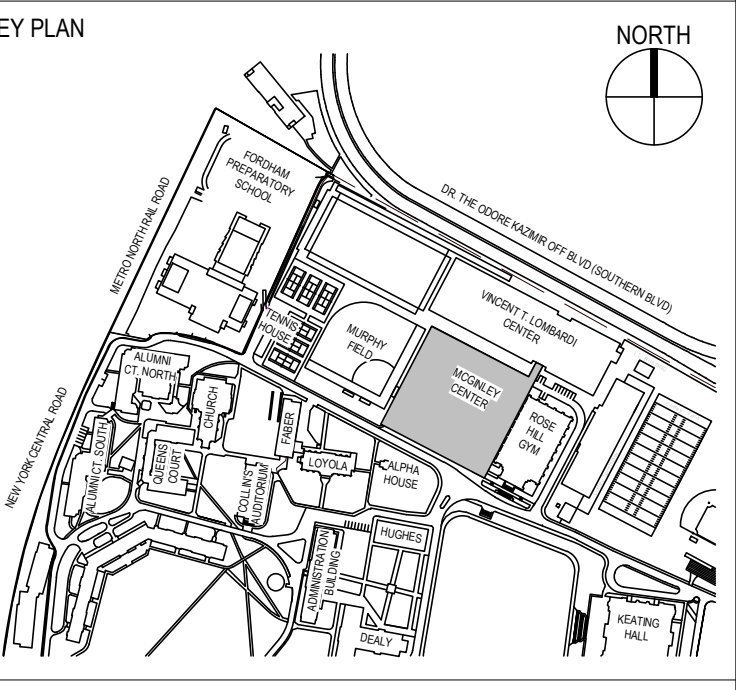 EY PLAN
NORTH
FORDHAM
PREPARATORY
SCHOOL
METRO NORTH RAIL ROAD
DR. THE ODORE KAZIMIR OFF BLVD (SOUTHERN BLVD)
VINCENT T. LOMBARDI
CENTER
TENNIS
HOUSE
MURPHY
FIELD
MCGINLEY
CENTER
ROSE
HILL
GYM
ALUMNI
CT. NORTH
CHURCH
FABER
NEW YORK CENTRAL ROAD
ALUMNI CT. SOUTH
QUEENS
COURT
COLLIN'S
AUDITORIUM
LOYOLA
ALPHA
HOUSE
HUGHES
ADMINISTRATION
BUILDING
DEALY
KEATING
HALL